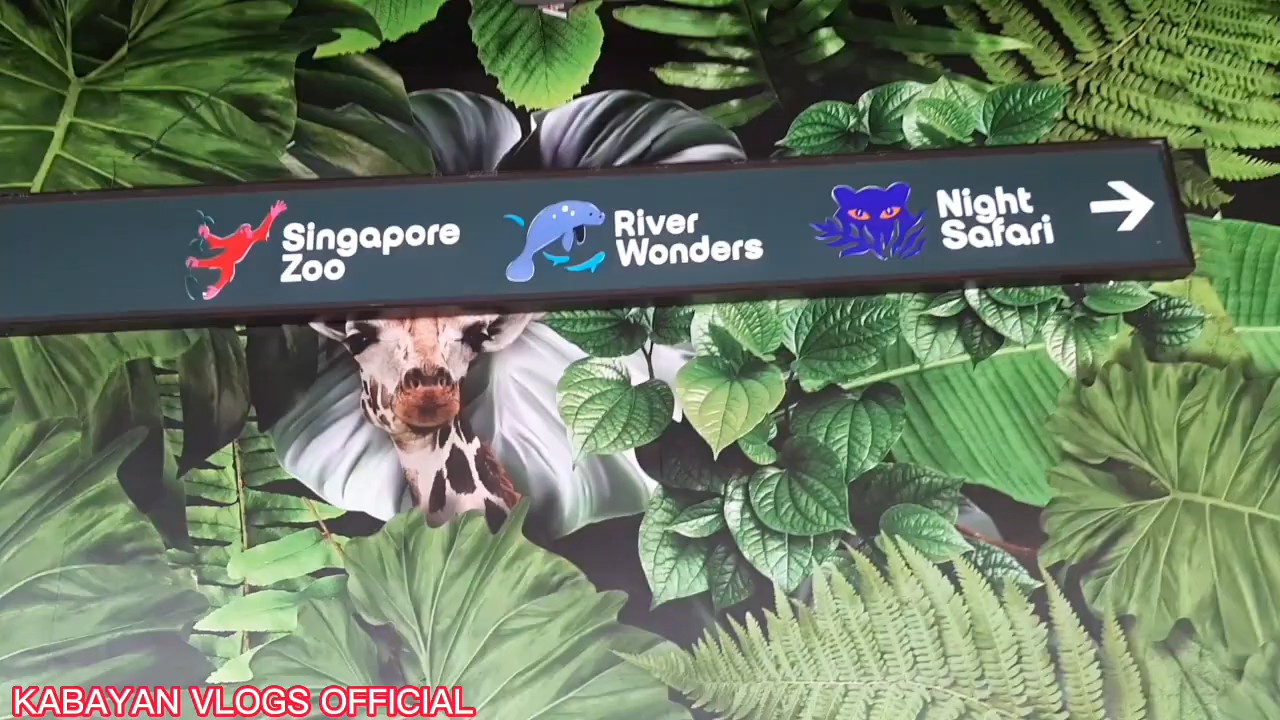 Singapore
Zoo
River
Wonders
Night
Safari
KABAYAN VLOGS OFFICIAL